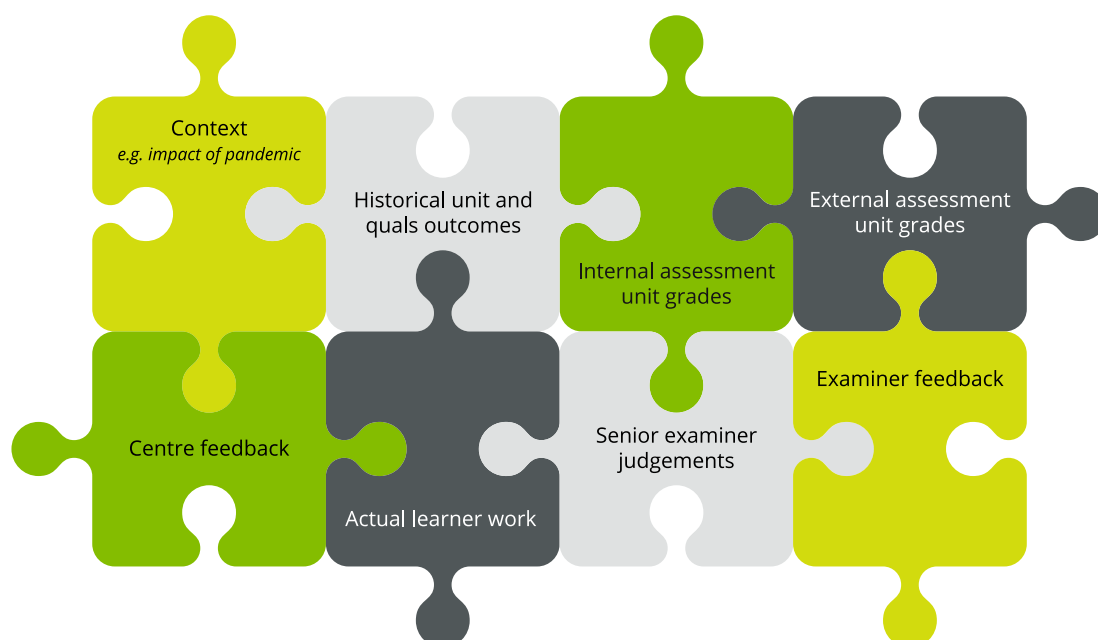 Context
e.g. impact of pandemic
Historical unit and
quals outcomes
Internal assessment
unit grades
External assessment
unit grades
Centre feedback
Actual learner work
Senior examiner
judgements
Examiner feedback